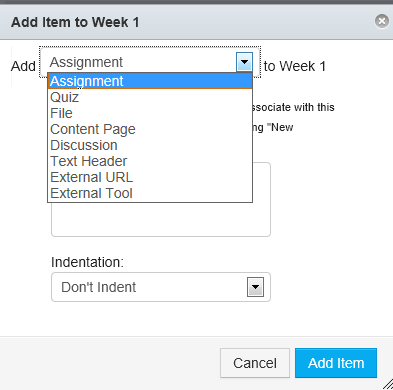 Add Item to Week 1
Add Assignment to Week 1
Assignment
Quiz
File
Content Page
Discussion
Text Header
External URL
External Tool
ssociate with this
ng "New
Indentation:
Don't Indent
Cancel Add Item